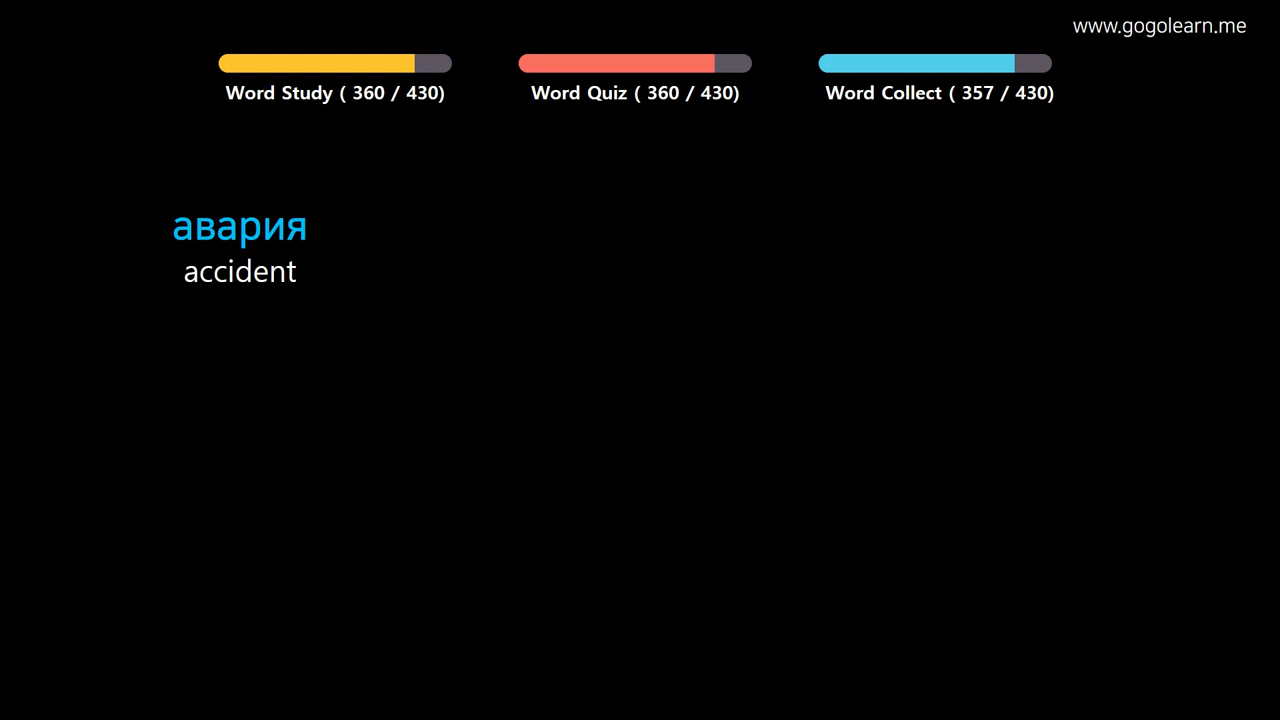 www.gogolearn.me
Word Study ( 360 / 430)
Word Quiz ( 360 / 430)
Word Collect ( 357 / 430)
авария
accident